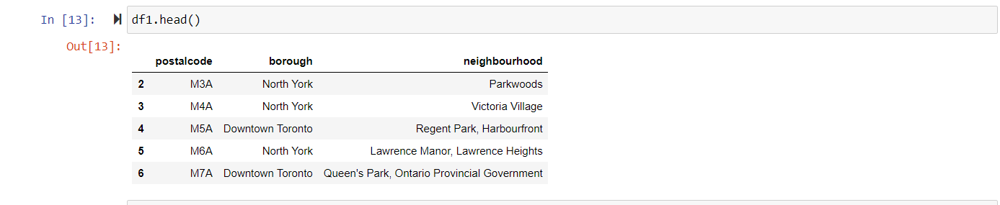 In [13]: df1.head()
Out[13]:
postalcode borough neighbourhood
2 M3A North York Parkwoods
3 M4A North York Victoria Village
4 M5A Downtown Toronto Regent Park, Harbourfront
5 M6A North York Lawrence Manor, Lawrence Heights
6 M7A Downtown Toronto Queen's Park, Ontario Provincial Government